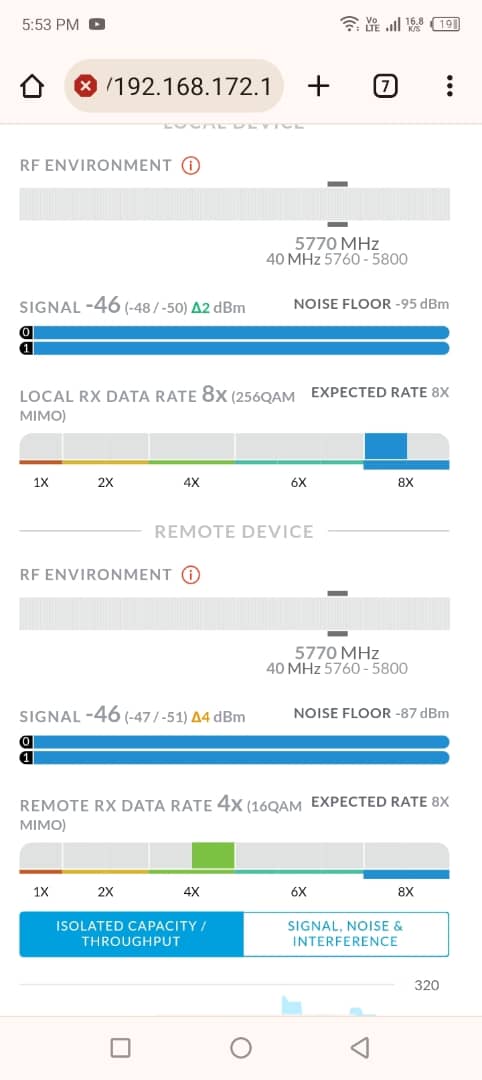 5:53 PM
Vo LTE 16.8 K/S 19
/192.168.172.1
7
LOCAL DEVICE
RF ENVIRONMENT
5770 MHz
40 MHz 5760 - 5800
SIGNAL -46 (-48 / -50) Δ2 dBm NOISE FLOOR -95 dBm
0
1
LOCAL RX DATA RATE 8X (256QAM MIMO) EXPECTED RATE 8X
1X 2X 4X 6X 8X
REMOTE DEVICE
RF ENVIRONMENT
5770 MHz
40 MHz 5760 - 5800
SIGNAL -46 (-47 / -51) Δ4 dBm NOISE FLOOR -87 dBm
0
1
REMOTE RX DATA RATE 4X (16QAM MIMO) EXPECTED RATE 8X
1X 2X 4X 6X 8X
ISOLATED CAPACITY / THROUGHPUT
SIGNAL, NOISE & INTERFERENCE
320